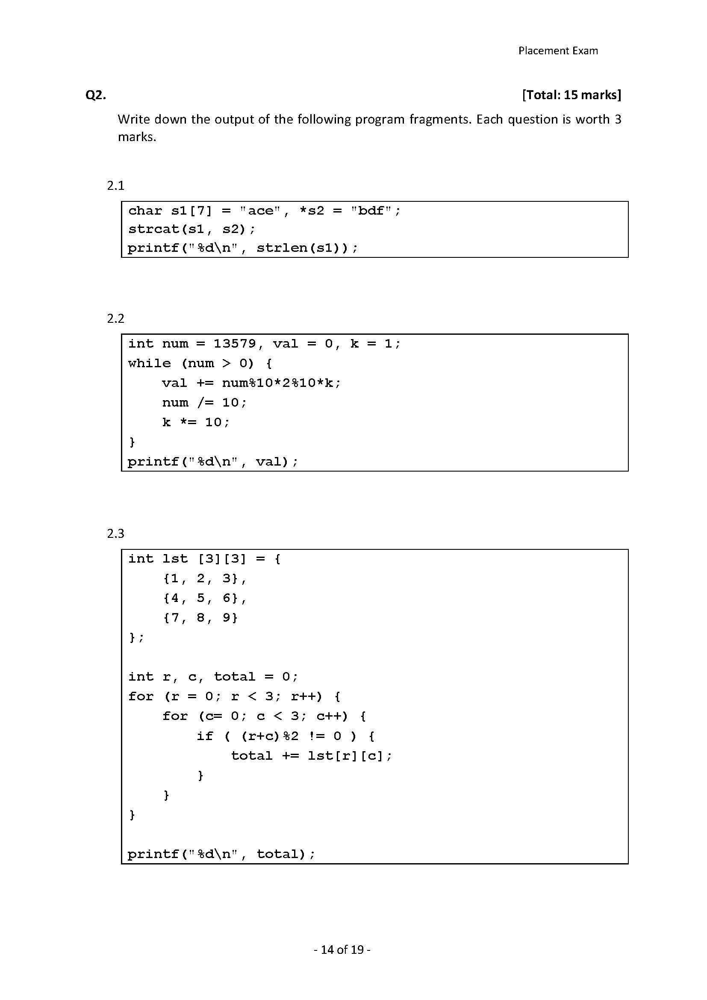 Placement Exam
Q2. [Total: 15 marks]
Write down the output of the following program fragments. Each question is worth 3
marks.
2.1
char s1[7] = "ace", *s2 = "bdf";
strcat(s1, s2);
printf("%d\n", strlen(s1));
2.2
int num = 13579, val = 0, k = 1;
while (num > 0) {
    val += num%10*2%10*k;
    num /= 10;
    k *= 10;
}
printf("%d\n", val);
2.3
int lst [3][3] = {
    {1, 2, 3},
    {4, 5, 6},
    {7, 8, 9}
};
int r, c, total = 0;
for (r = 0; r < 3; r++) {
    for (c= 0; c < 3; c++) {
        if ( (r+c)%2 != 0 ) {
            total += lst[r][c];
        }
    }
}
printf("%d\n", total);
- 14 of 19 -